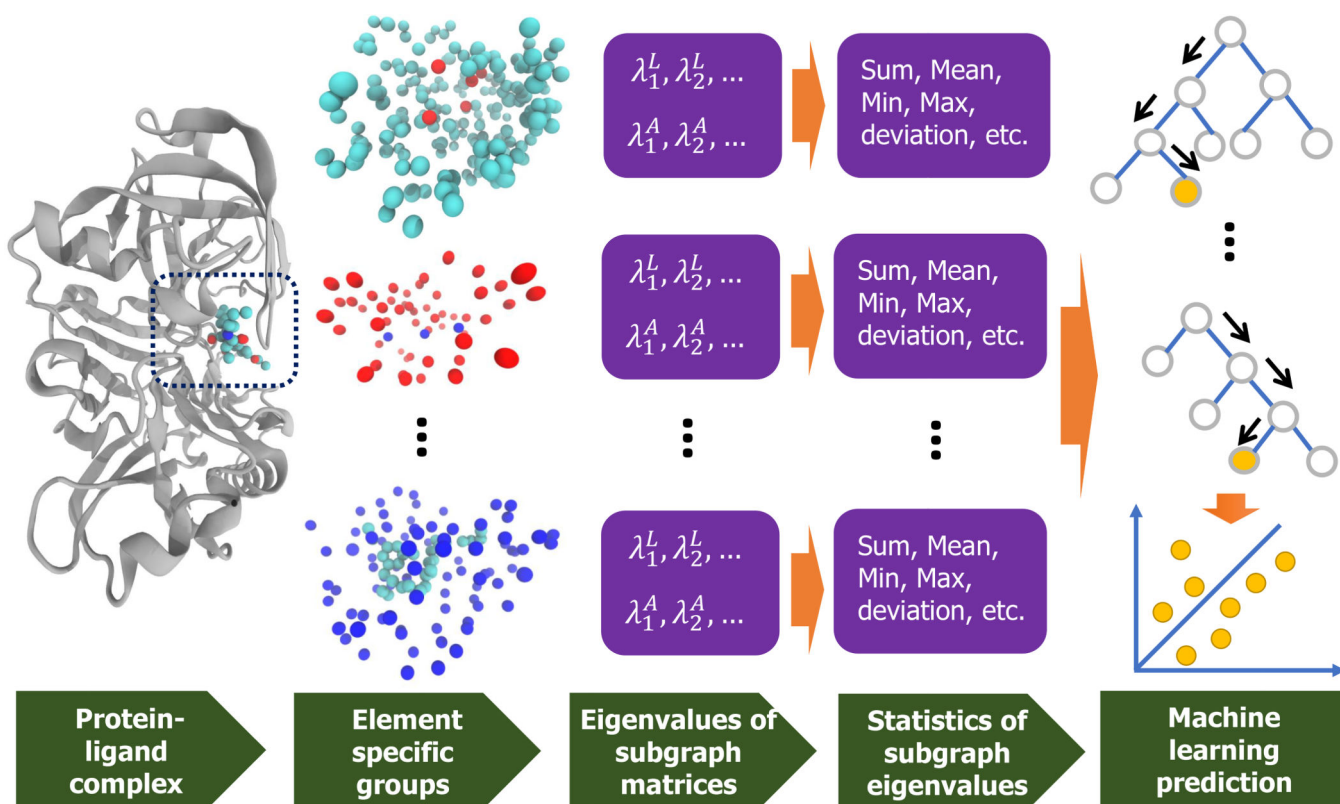 λ₁ᴸ, λ₂ᴸ, ...
λ₁ᴬ, λ₂ᴬ, ...
Sum, Mean,
Min, Max,
deviation, etc.
λ₁ᴸ, λ₂ᴸ, ...
λ₁ᴬ, λ₂ᴬ, ...
Sum, Mean,
Min, Max,
deviation, etc.
λ₁ᴸ, λ₂ᴸ, ...
λ₁ᴬ, λ₂ᴬ, ...
Sum, Mean,
Min, Max,
deviation, etc.
Protein-
ligand
complex
Element
specific
groups
Eigenvalues of
subgraph
matrices
Statistics of
subgraph
eigenvalues
Machine
learning
prediction